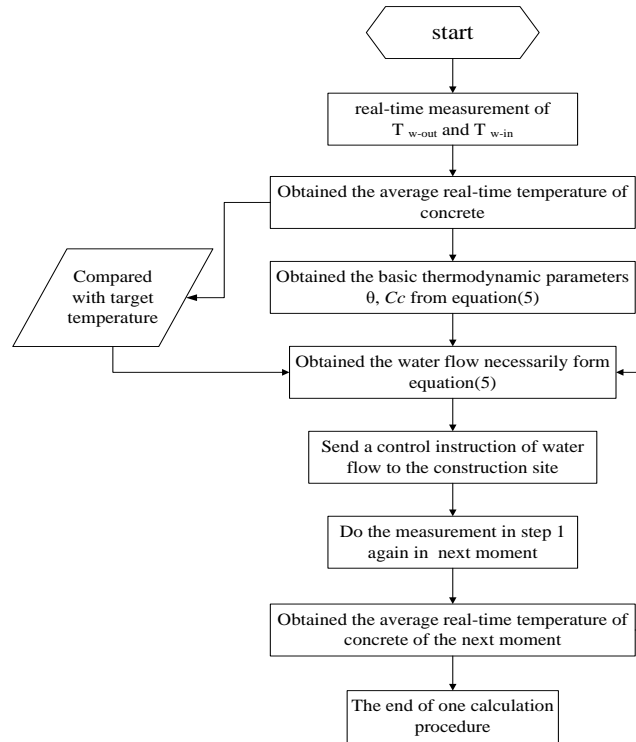 start
real-time measurement of
T w-out and T w-in
Obtained the average real-time temperature of
concrete
Compared
with target
temperature
Obtained the basic thermodynamic parameters
θ, Cc from equation(5)
Obtained the water flow necessarily form
equation(5)
Send a control instruction of water
flow to the construction site
Do the measurement in step 1
again in next moment
Obtained the average real-time temperature of
concrete of the next moment
The end of one calculation
procedure